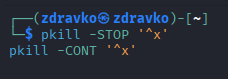 ┌──(zdravko㉿zdravko)-[~]
└─$ pkill -STOP '^x'
pkill -CONT '^x'